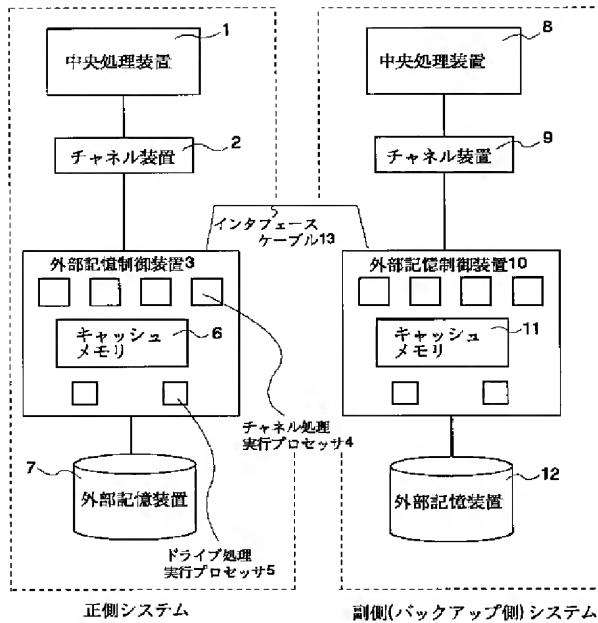 1
中央処理装置
2
チャネル装置
インタフェース
ケーブル13
外部記憶制御装置3
キャッシュ
メモリ
6
チャネル処理
実行プロセッサ4
7
外部記憶装置
ドライブ処理
実行プロセッサ5
正側システム
8
中央処理装置
9
チャネル装置
外部記憶制御装置10
キャッシュ
メモリ
11
12
外部記憶装置
副側(バックアップ側)システム